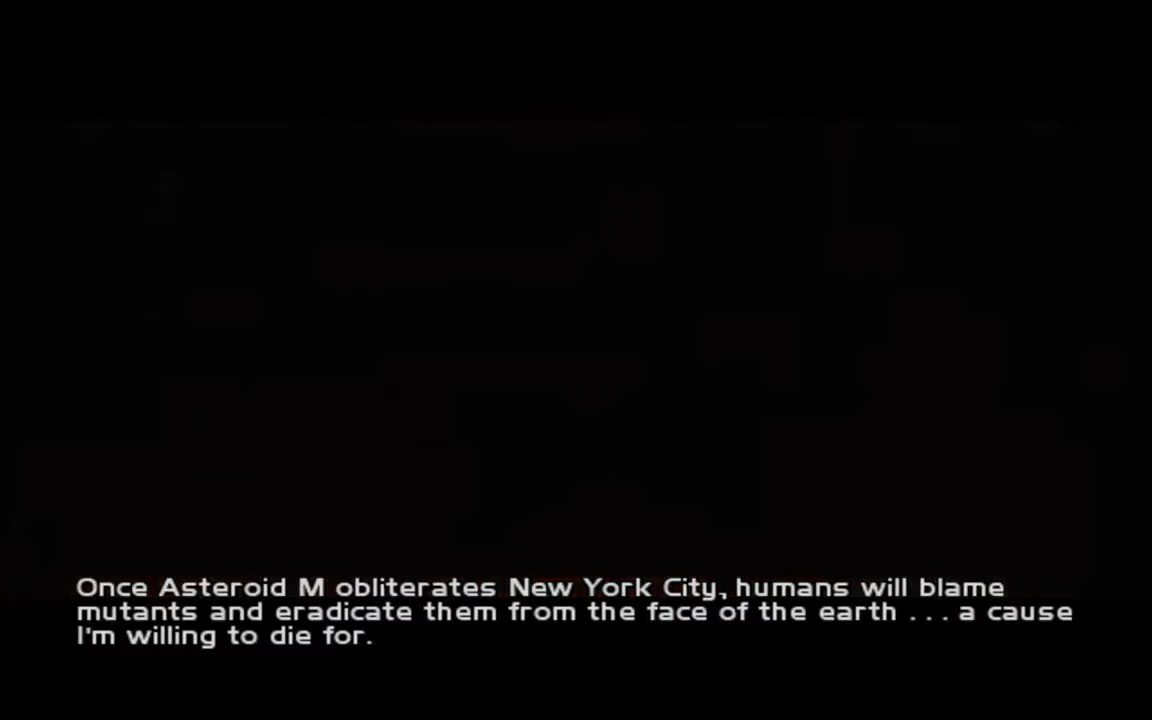 Once Asteroid M obliterates New York City, humans will blame
mutants and eradicate them from the face of the earth . . . a cause
I'm willing to die for.